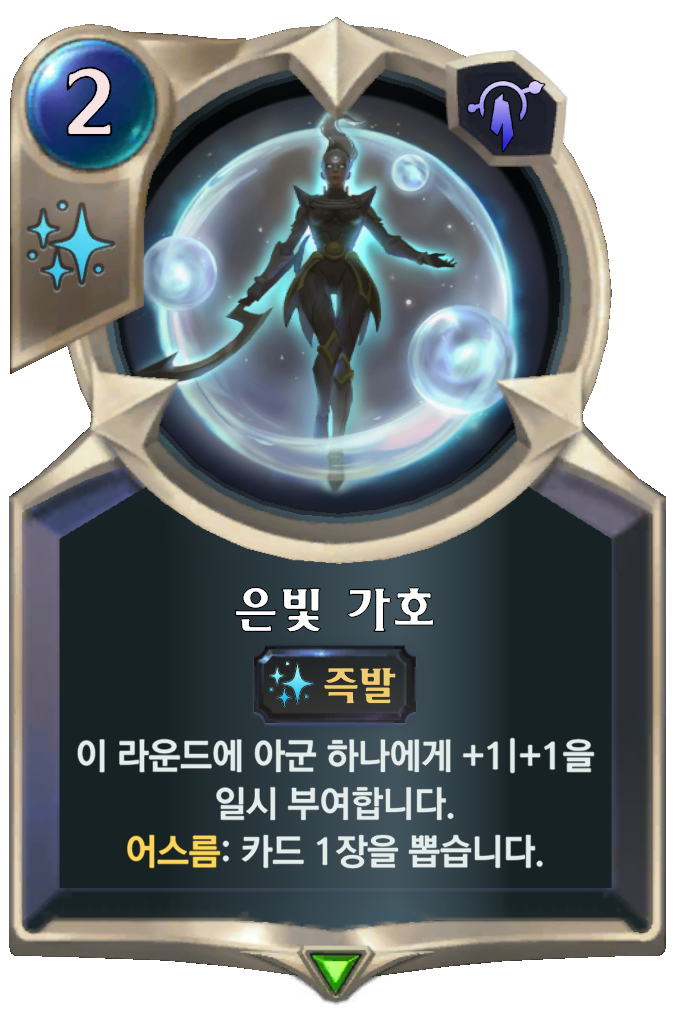 2
은빛 가호
즉발
이 라운드에 아군 하나에게 +1|+1을
일시 부여합니다.
어스름: 카드 1장을 뽑습니다.